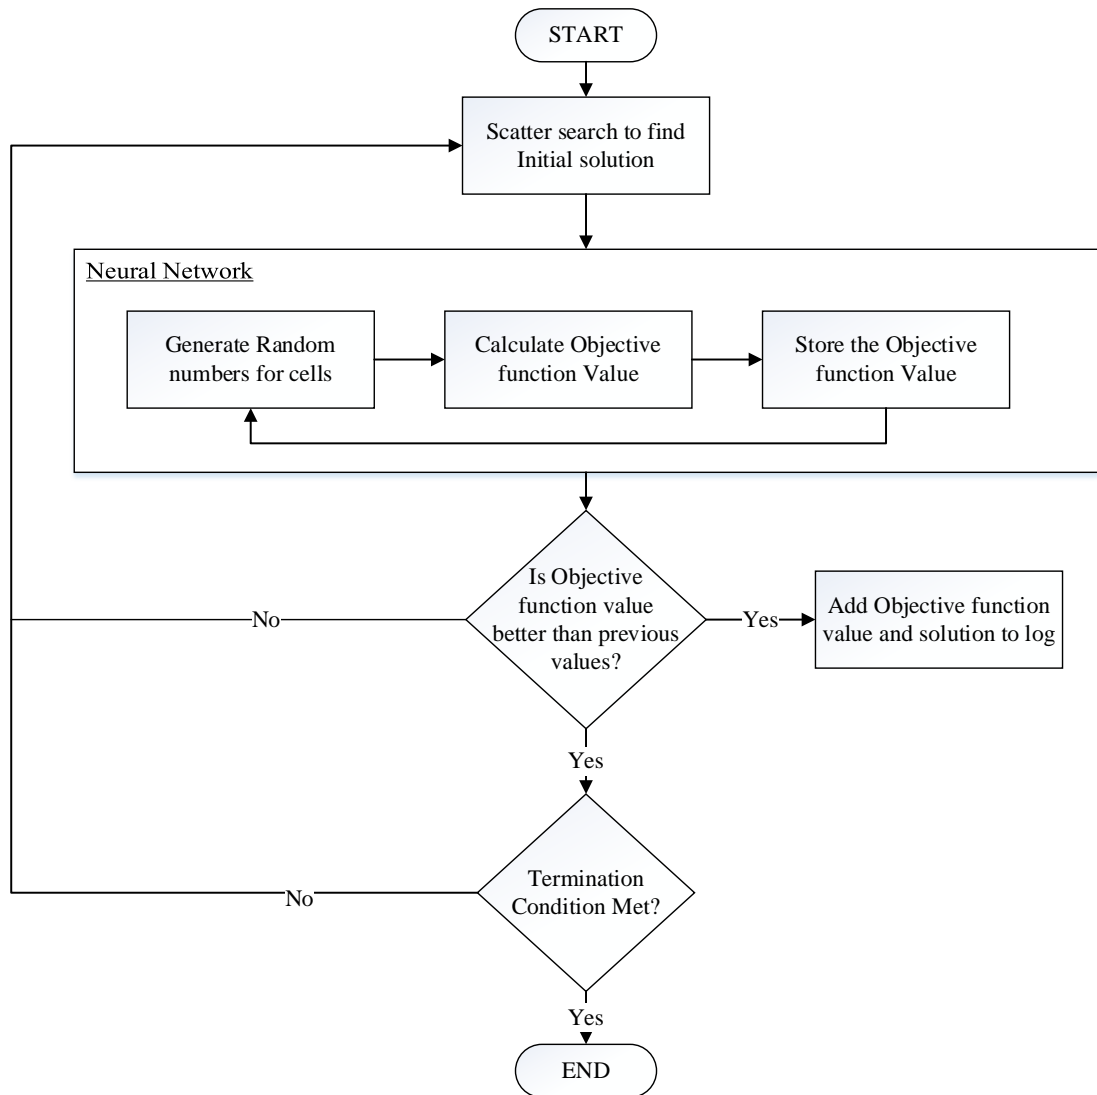 START
Scatter search to find
Initial solution
Neural Network
Generate Random
numbers for cells
Calculate Objective
function Value
Store the Objective
function Value
Is Objective
function value
better than previous
values?
No
Yes
Add Objective function
value and solution to log
Yes
Termination
Condition Met?
No
Yes
END